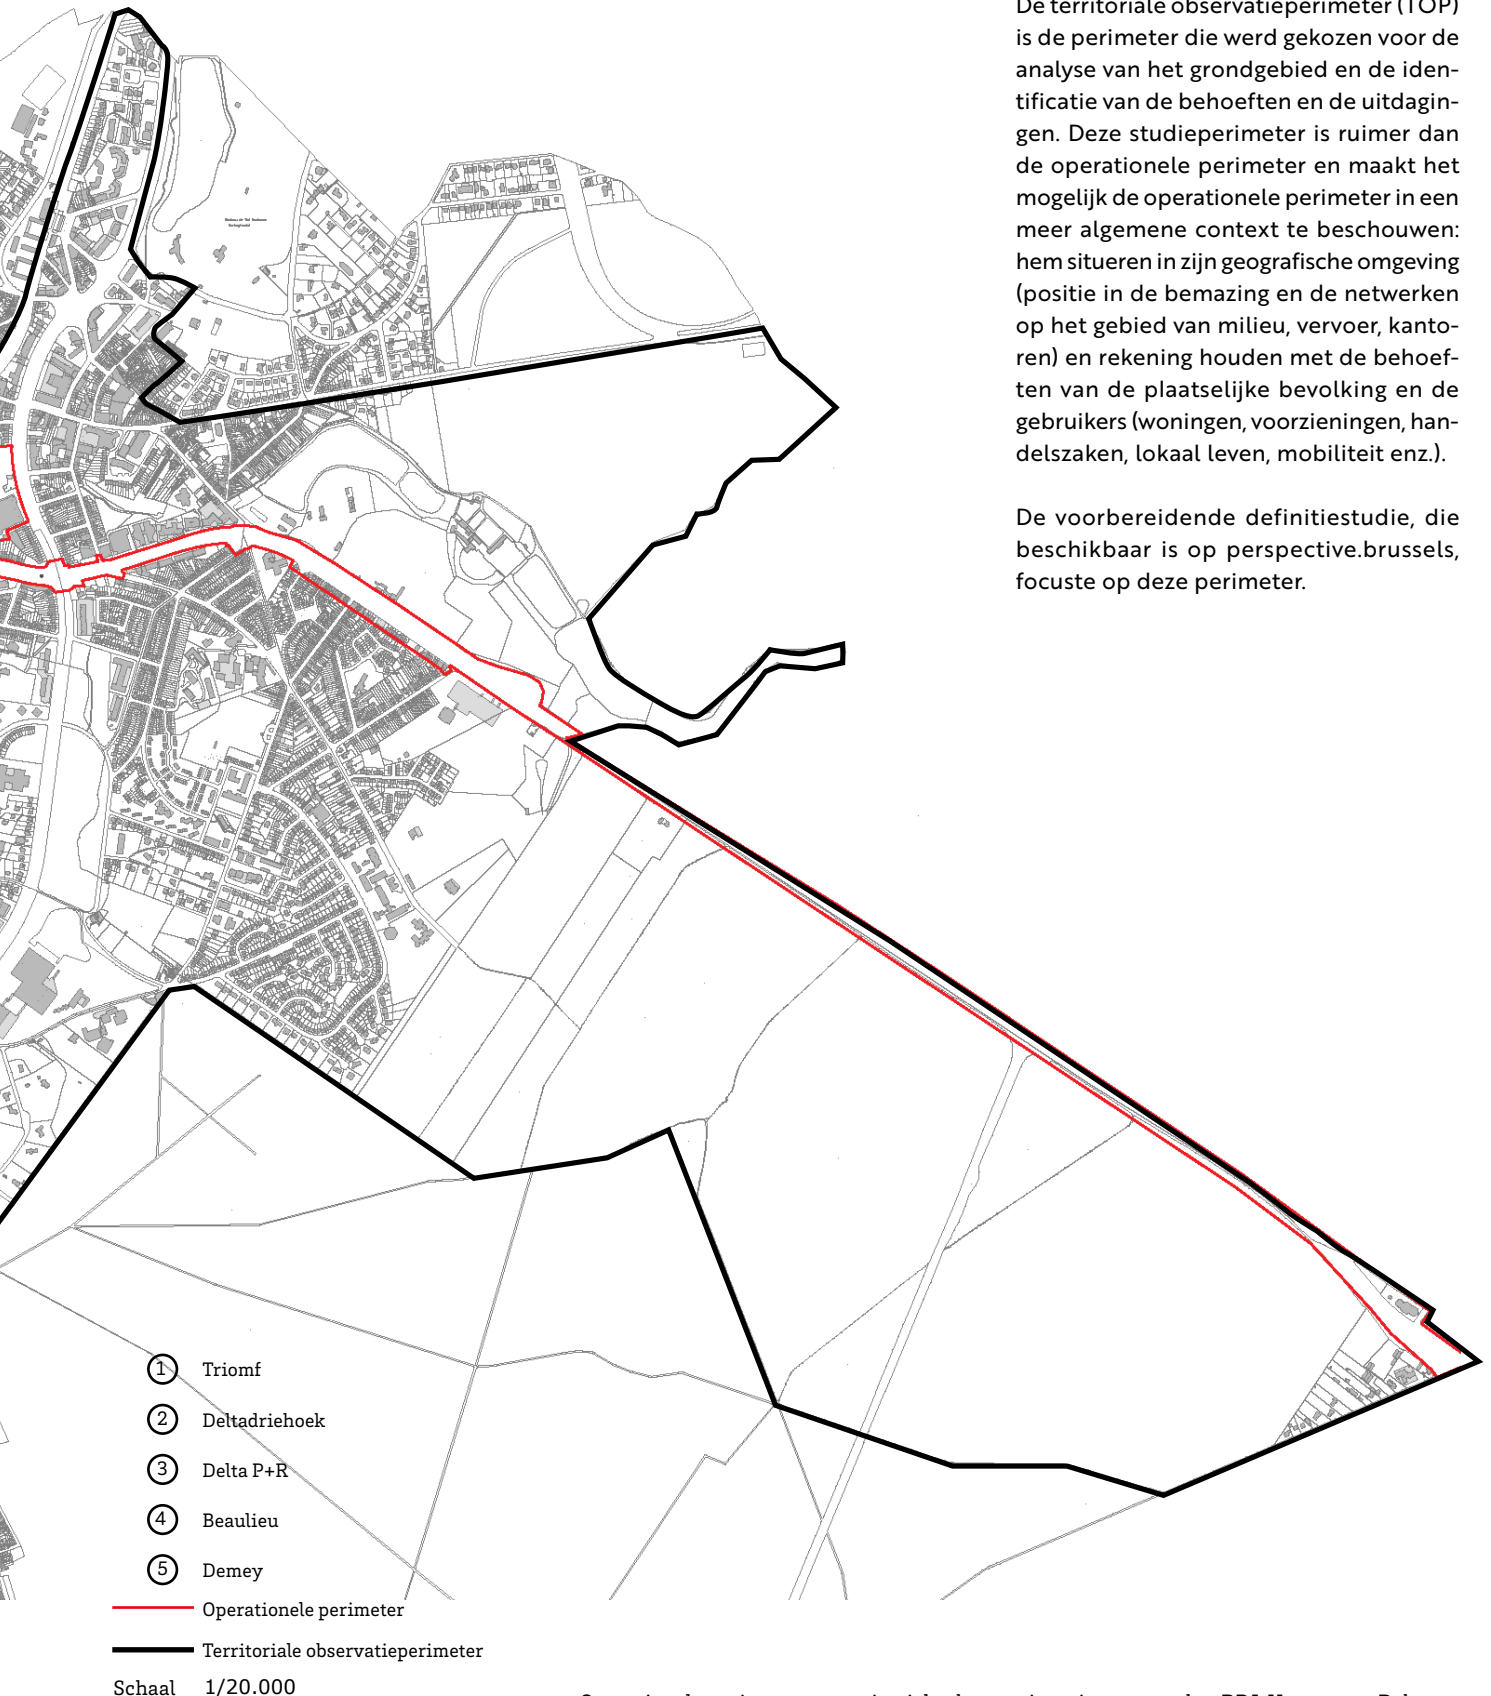 De territoriale observatieperimeter (TOP)
is de perimeter die werd gekozen voor de
analyse van het grondgebied en de iden-
tificatie van de behoeften en de uitdagin-
gen. Deze studieperimeter is ruimer dan
de operationele perimeter en maakt het
mogelijk de operationele perimeter in een
meer algemene context te beschouwen:
hem situeren in zijn geografische omgeving
(positie in de bemazing en de netwerken
op het gebied van milieu, vervoer, kanto-
ren) en rekening houden met de behoef-
ten van de plaatselijke bevolking en de
gebruikers (woningen, voorzieningen, han-
delszaken, lokaal leven, mobiliteit enz.).
De voorbereidende definitiestudie, die
beschikbaar is op perspective.brussels,
focuste op deze perimeter.
1 Triomf
2 Deltadriehoek
3 Delta P+R
4 Beaulieu
5 Demey
Operationele perimeter
Territoriale observatieperimeter
Schaal 1/20.000